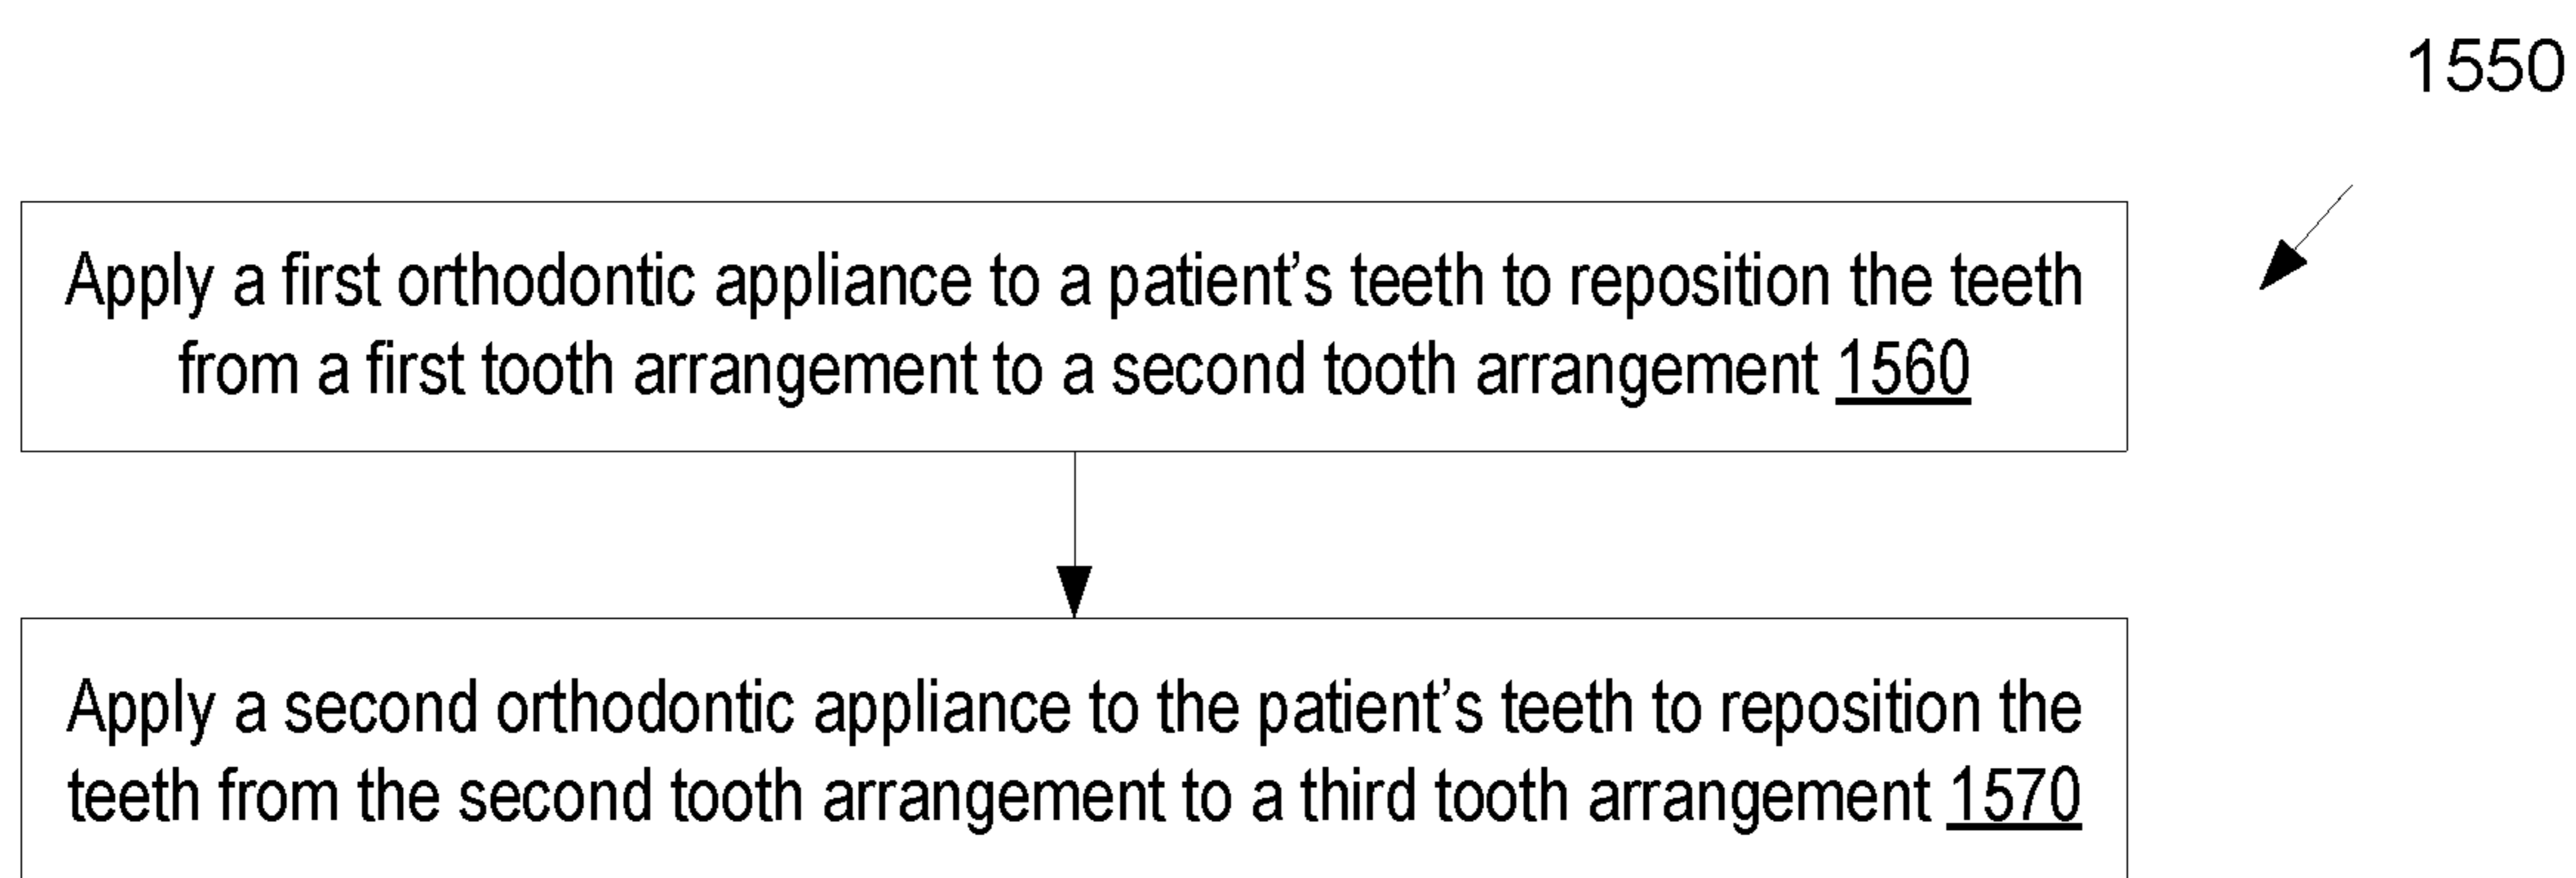 1550
Apply a first orthodontic appliance to a patient’s teeth to reposition the teeth
from a first tooth arrangement to a second tooth arrangement 1560
Apply a second orthodontic appliance to the patient’s teeth to reposition the
teeth from the second tooth arrangement to a third tooth arrangement 1570